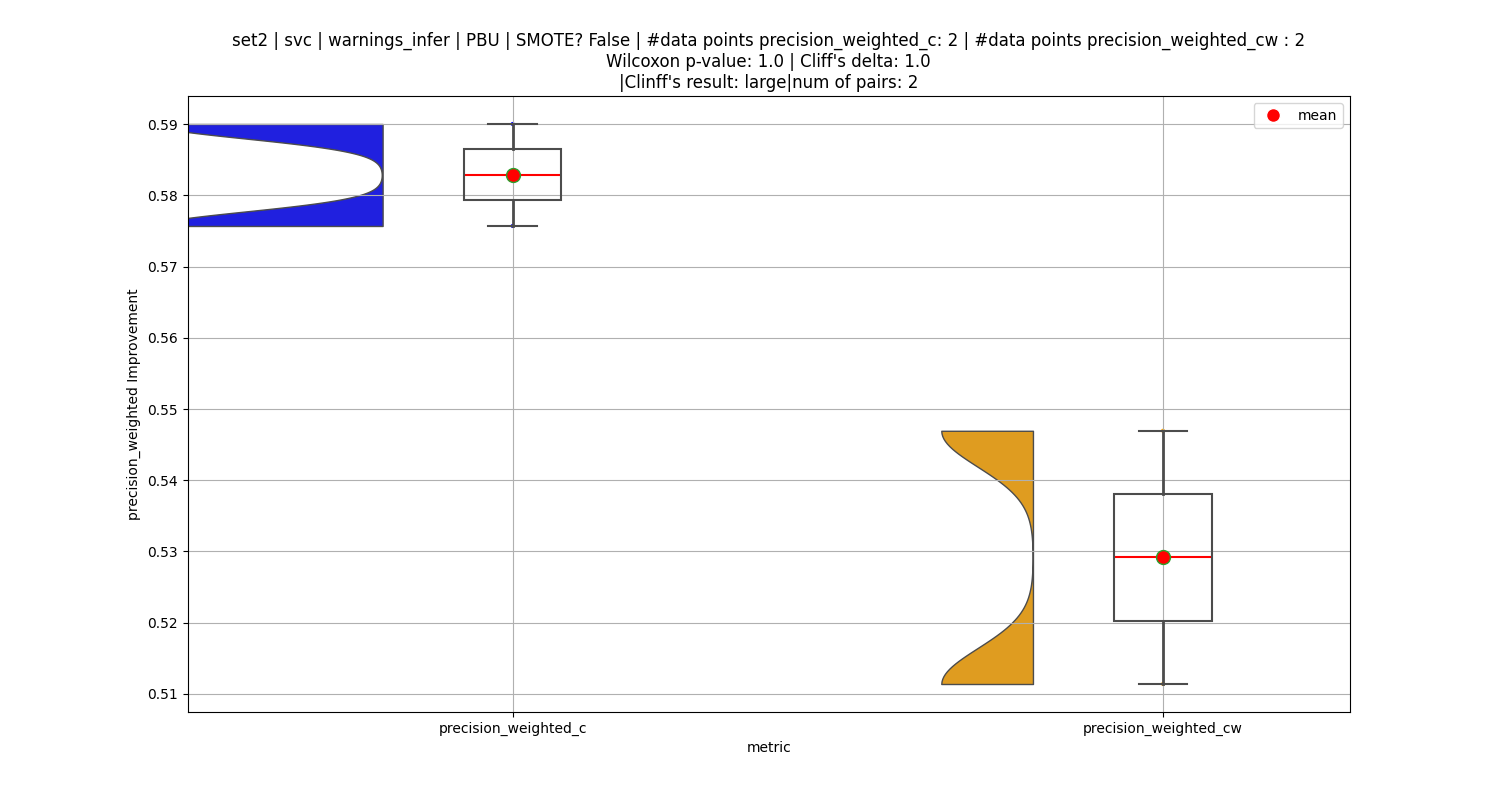 set2 | svc | warnings_infer | PBU | SMOTE? False | #data points precision_weighted_c: 2 | #data points precision_weighted_cw : 2
Wilcoxon p-value: 1.0 | Cliff's delta: 1.0
|Clinff's result: large|num of pairs: 2
mean
0.59
0.58
0.57
0.56
0.55
0.54
0.53
0.52
0.51
precision_weighted Improvement
precision_weighted_c
precision_weighted_cw
metric